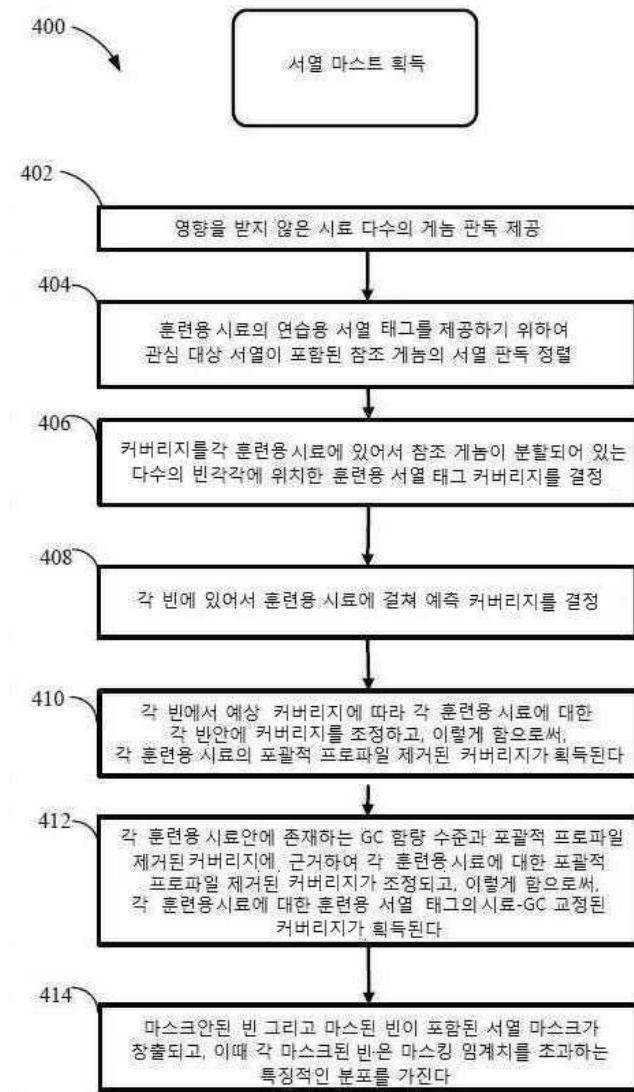 400
서열 마스트 획득
402
영향을 받지 않은 시료 다수의 게놈 판독 제공
404
훈련용 시료의 연습용 서열 태그를 제공하기 위하여
관심 대상 서열이 포함된 참조 게놈의 서열 판독 정렬
406
커버리지를각 훈련용 시료에 있어서 참조 게놈이 분할되어 있는
다수의 빈각각에 위치한 훈련용 서열 태그 커버리지를 결정
408
각 빈에 있어서 훈련용 시료에 걸쳐 예측 커버리지를 결정
410
각 빈에서 예상 커버리지에 따라 각 훈련용 시료에 대한
각 반안에 커버리지를 조정하고, 이렇게 함으로써,
각 훈련용 시료의 포괄적 프로파일 제거된 커버리지가 획득된다
412
각 훈련용 시료안에 존재하는 GC 함량 수준과 포괄적 프로파일
제거된 커버리지에, 근거하여 각 훈련용 시료에 대한 포괄적
프로파일 제거된 커버리지가 조정되고, 이렇게 함으로써,
각 훈련용 시료에 대한 훈련용 서열 태그의 시료-GC 교정된
커버리지가 획득된다
414
마스크안된 빈 그리고 마스된 빈이 포함된 서열 마스크가
창출되고, 이때 각 마스크된 빈은 마스킹 임계치를 초과하는
특징적인 분포를 가진다